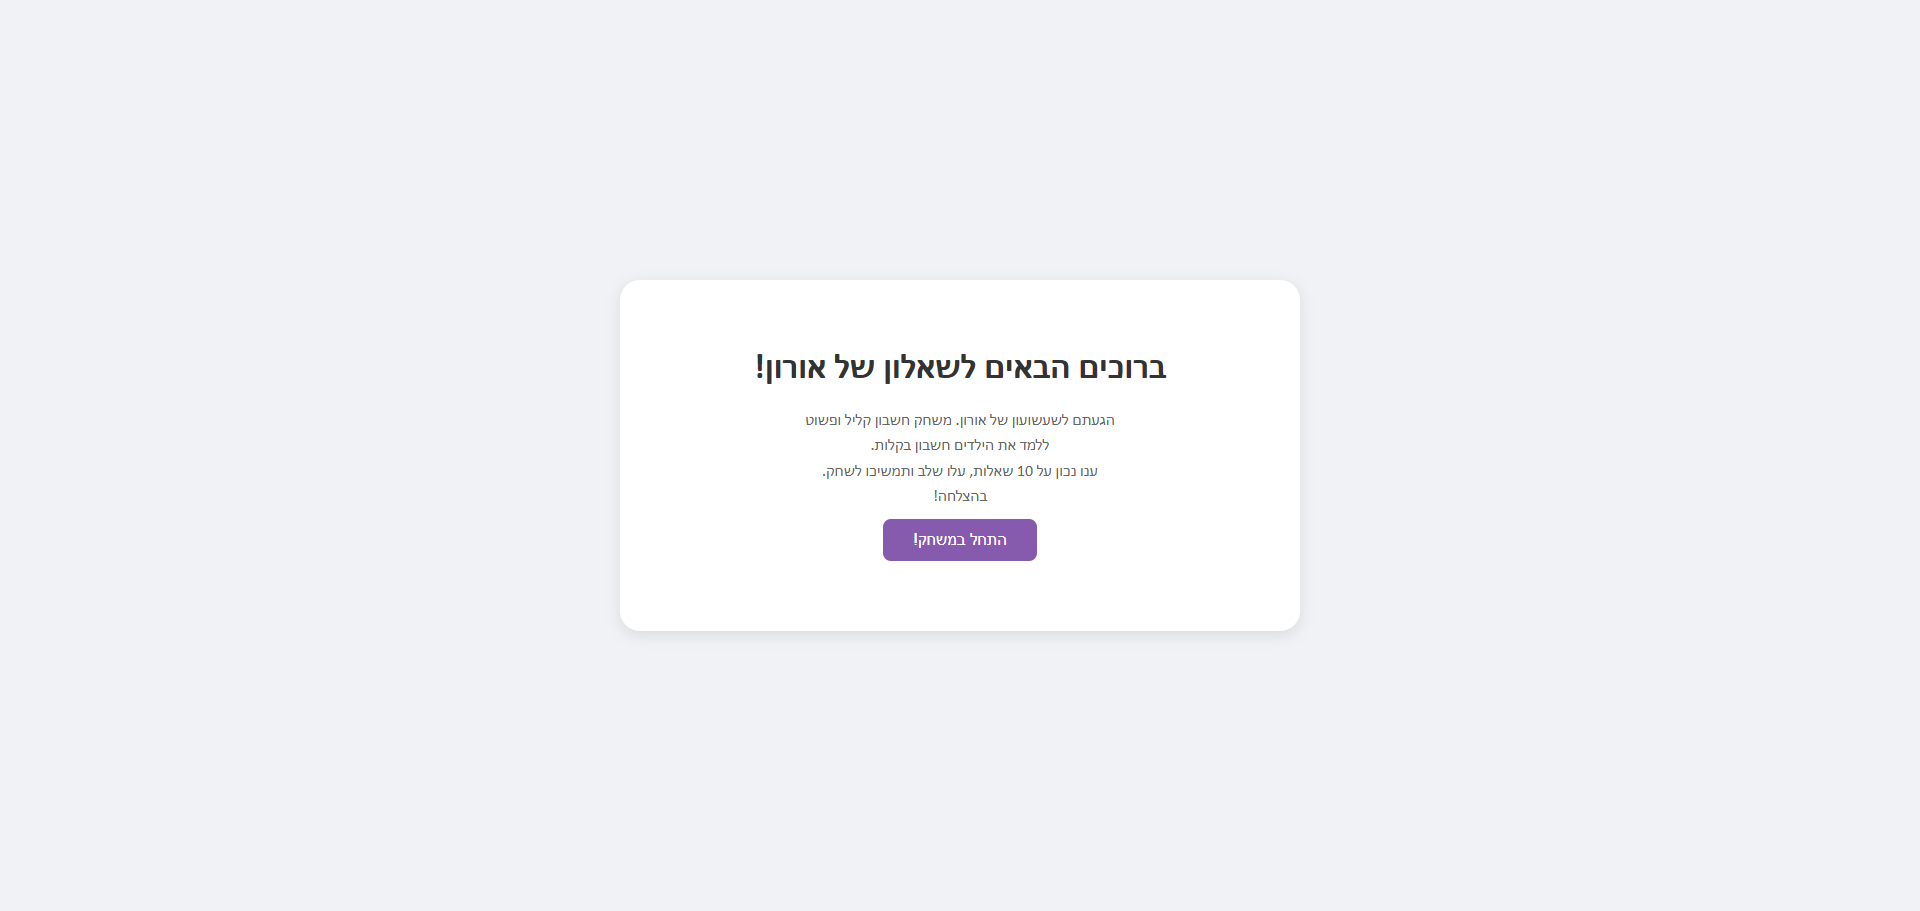 ברוכים הבאים לשאלון של אורון!
הגעתם לשעשועון של אורון. משחק חשבון קליל ופשוט
ללמד את הילדים חשבון בקלות.
ענו נכון על 10 שאלות, עלו שלב ותמשיכו לשחק.
בהצלחה!
התחל במשחק!